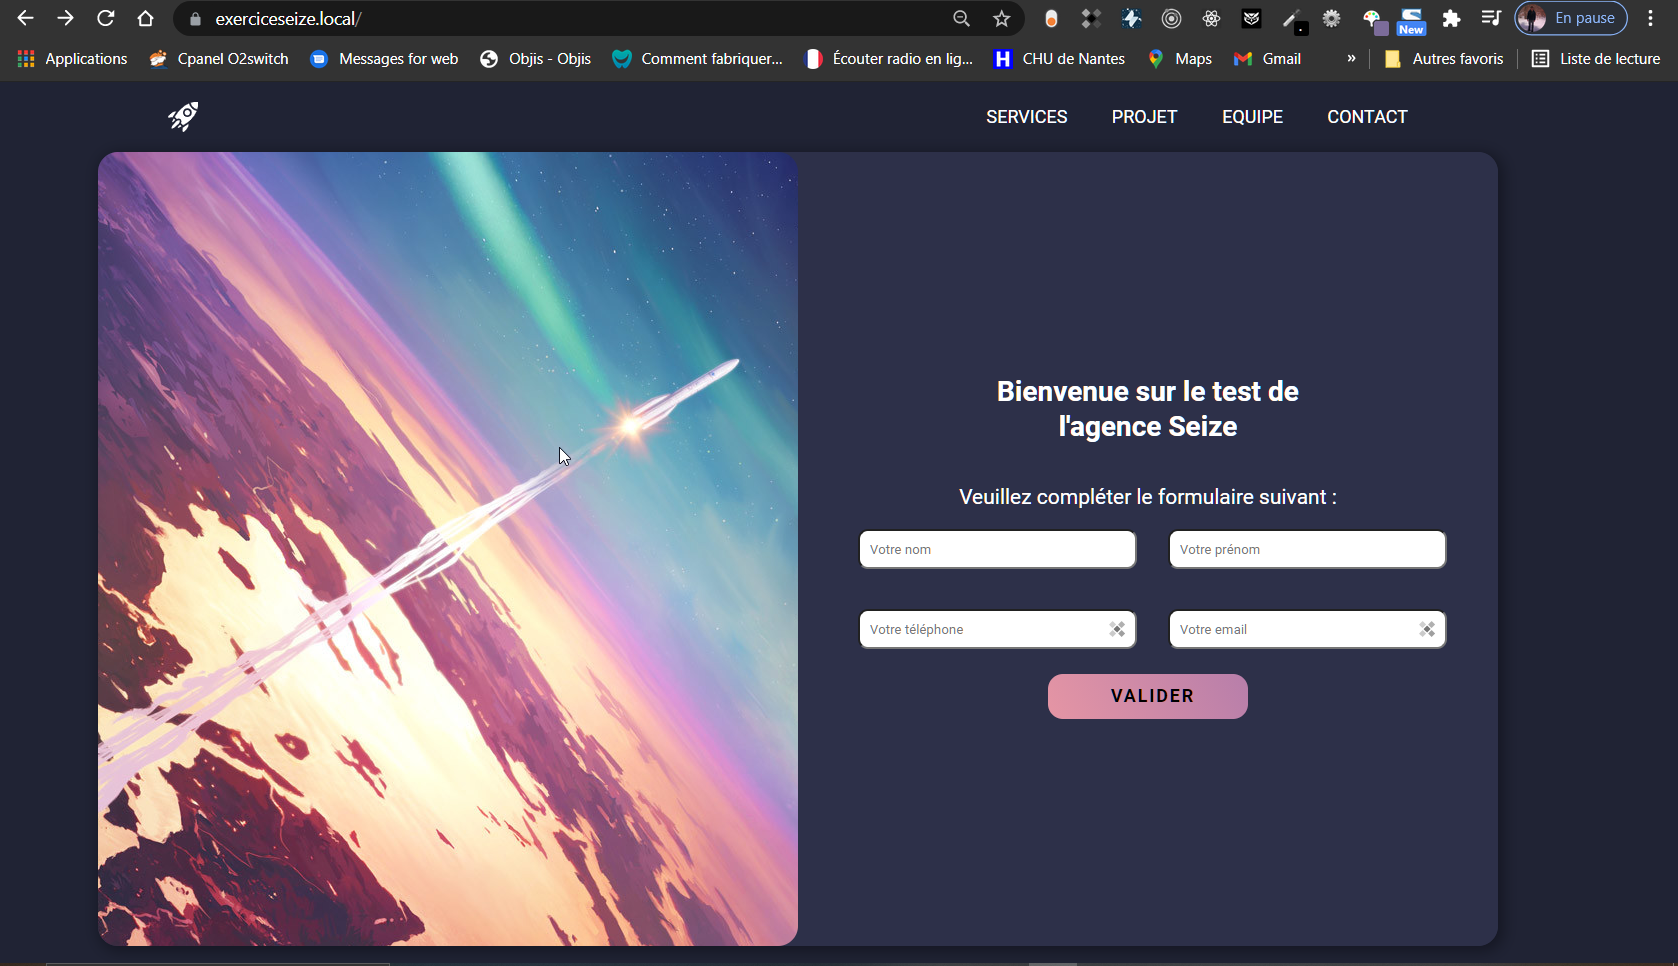 exerciceseize.local/
New
En pause
Applications
Cpanel O2switch
Messages for web
Objis - Objis
Comment fabriquer...
Écouter radio en lig...
H
CHU de Nantes
Maps
Gmail
»
Autres favoris
Liste de lecture
SERVICES
PROJET
EQUIPE
CONTACT
Bienvenue sur le test de
l'agence Seize
Veuillez compléter le formulaire suivant :
Votre nom
Votre prénom
Votre téléphone
Votre email
VALIDER